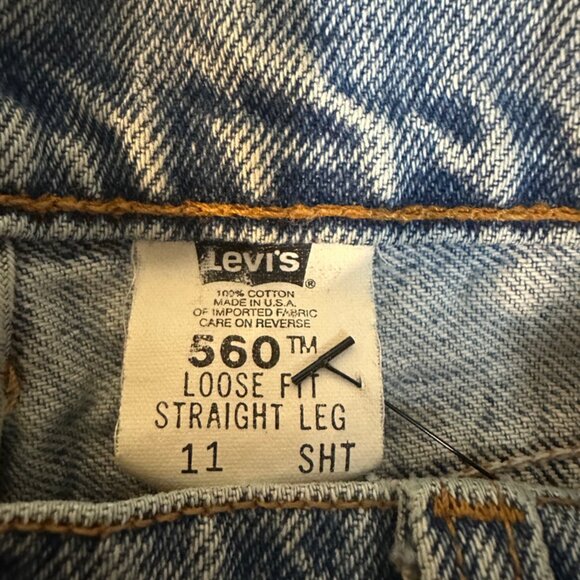 Levi's ®
100% COTTON
MADE IN U.S.A.
OF IMPORTED FABRIC
CARE ON REVERSE
560™
LOOSE FIT
STRAIGHT LEG
11 SHT